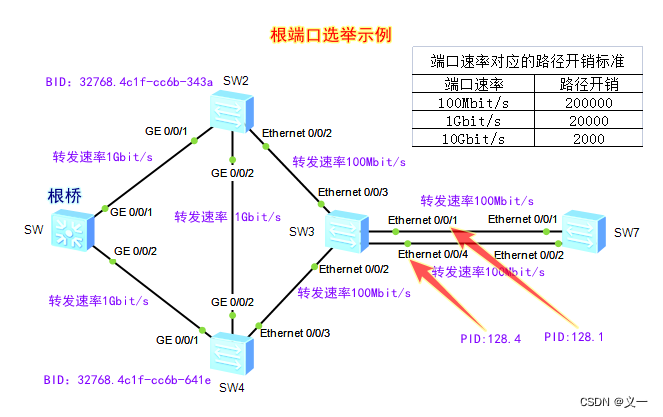 根端口选举示例
端口速率对应的路径开销标准
端口速率 路径开销
100Mbit/s 200000
1Gbit/s 20000
10Gbit/s 2000
BID: 32768.4c1f-cc6b-343a
SW2
GE 0/0/1
Ethernet 0/0/2
转发速率1Gbit/s
GE 0/0/2
转发速率100Mbit/s
根桥
Ethernet 0/0/3
转发速率100Mbit/s
SW
GE 0/0/1
转发速率 1Gbit/s
SW3
Ethernet 0/0/1
Ethernet 0/0/1
SW7
GE 0/0/2
Ethernet 0/0/4
Ethernet 0/0/2
Ethernet 0/0/2
转发速率100Mbit/s
转发速率1Gbit/s
GE 0/0/2
转发速率100Mbit/s
GE 0/0/1
Ethernet 0/0/3
PID:128.4
PID:128.1
BID: 32768.4c1f-cc6b-641e
SW4
CSDN @义一